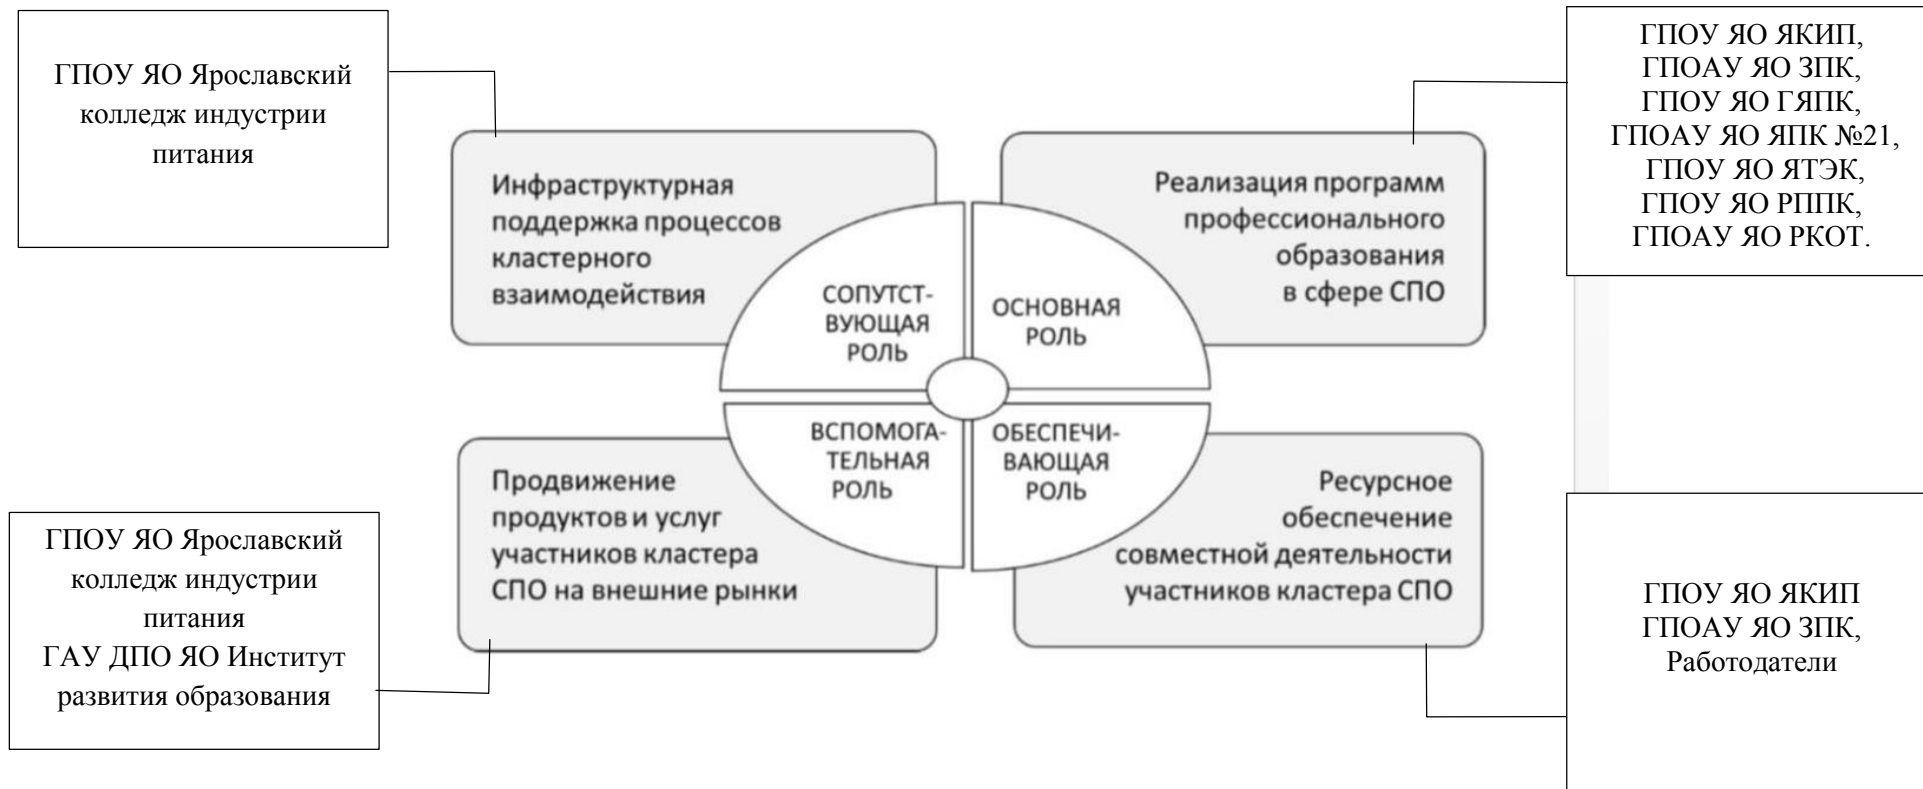 ГПОУ ЯО Ярославский
колледж индустрии
питания
Инфраструктурная
поддержка процессов
кластерного
взаимодействия
СОПУТСТ-
ВУЮЩАЯ
РОЛЬ
ОСНОВНАЯ
РОЛЬ
Реализация программ
профессионального
образования
в сфере СПО
ГПОУ ЯО ЯКИП,
ГПОАУ ЯО ЗПК,
ГПОУ ЯО ГЯПК,
ГПОАУ ЯО ЯПК №21,
ГПОУ ЯО ЯТЭК,
ГПОУ ЯО РППК,
ГПОАУ ЯО РКОТ.
ГПОУ ЯО Ярославский
колледж индустрии
питания
ГАУ ДПО ЯО Институт
развития образования
Продвижение
продуктов и услуг
участников кластера
СПО на внешние рынки
ВСПОМОГА-
ТЕЛЬНАЯ
РОЛЬ
ОБЕСПЕЧИ-
ВАЮЩАЯ
РОЛЬ
Ресурсное
обеспечение
совместной деятельности
участников кластера СПО
ГПОУ ЯО ЯКИП
ГПОАУ ЯО ЗПК,
Работодатели